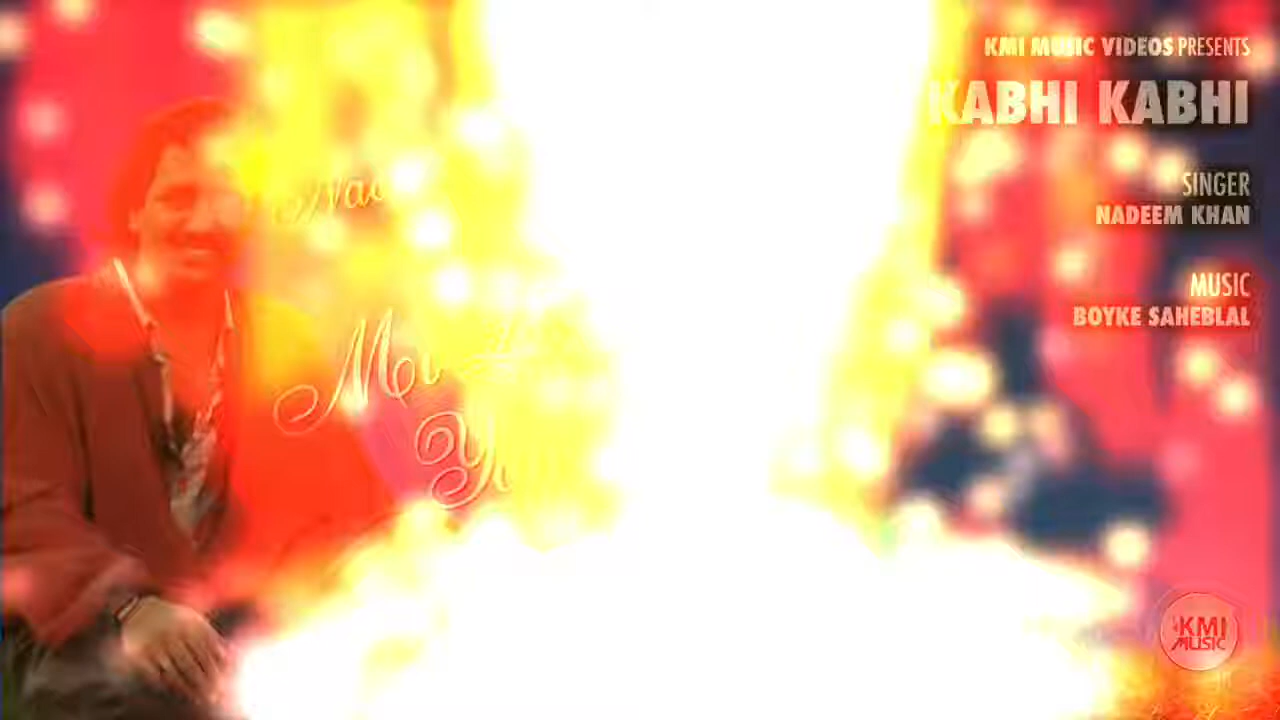 KMI MUSIC VIDEOS PRESENTS
KABHI KABHI
SINGER
NADEEM KHAN
MUSIC
BOYKE SAHEBLAL
KMI
MUSIC